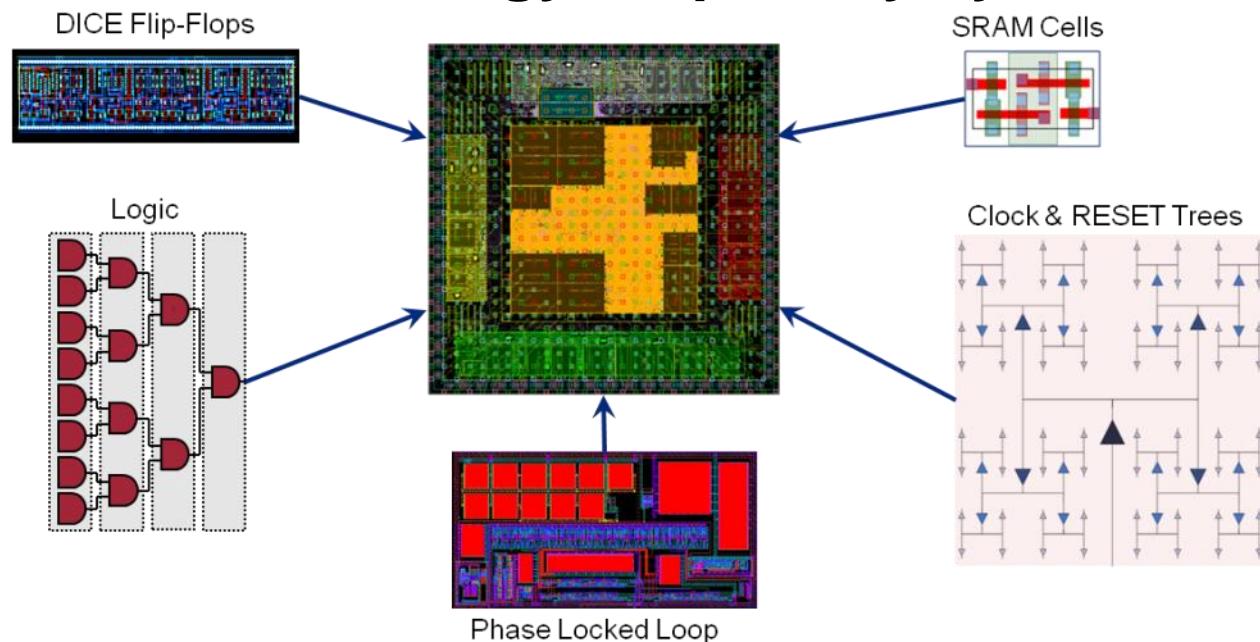 DICE Flip-Flops
SRAM Cells
Logic
Clock & RESET Trees
Phase Locked Loop